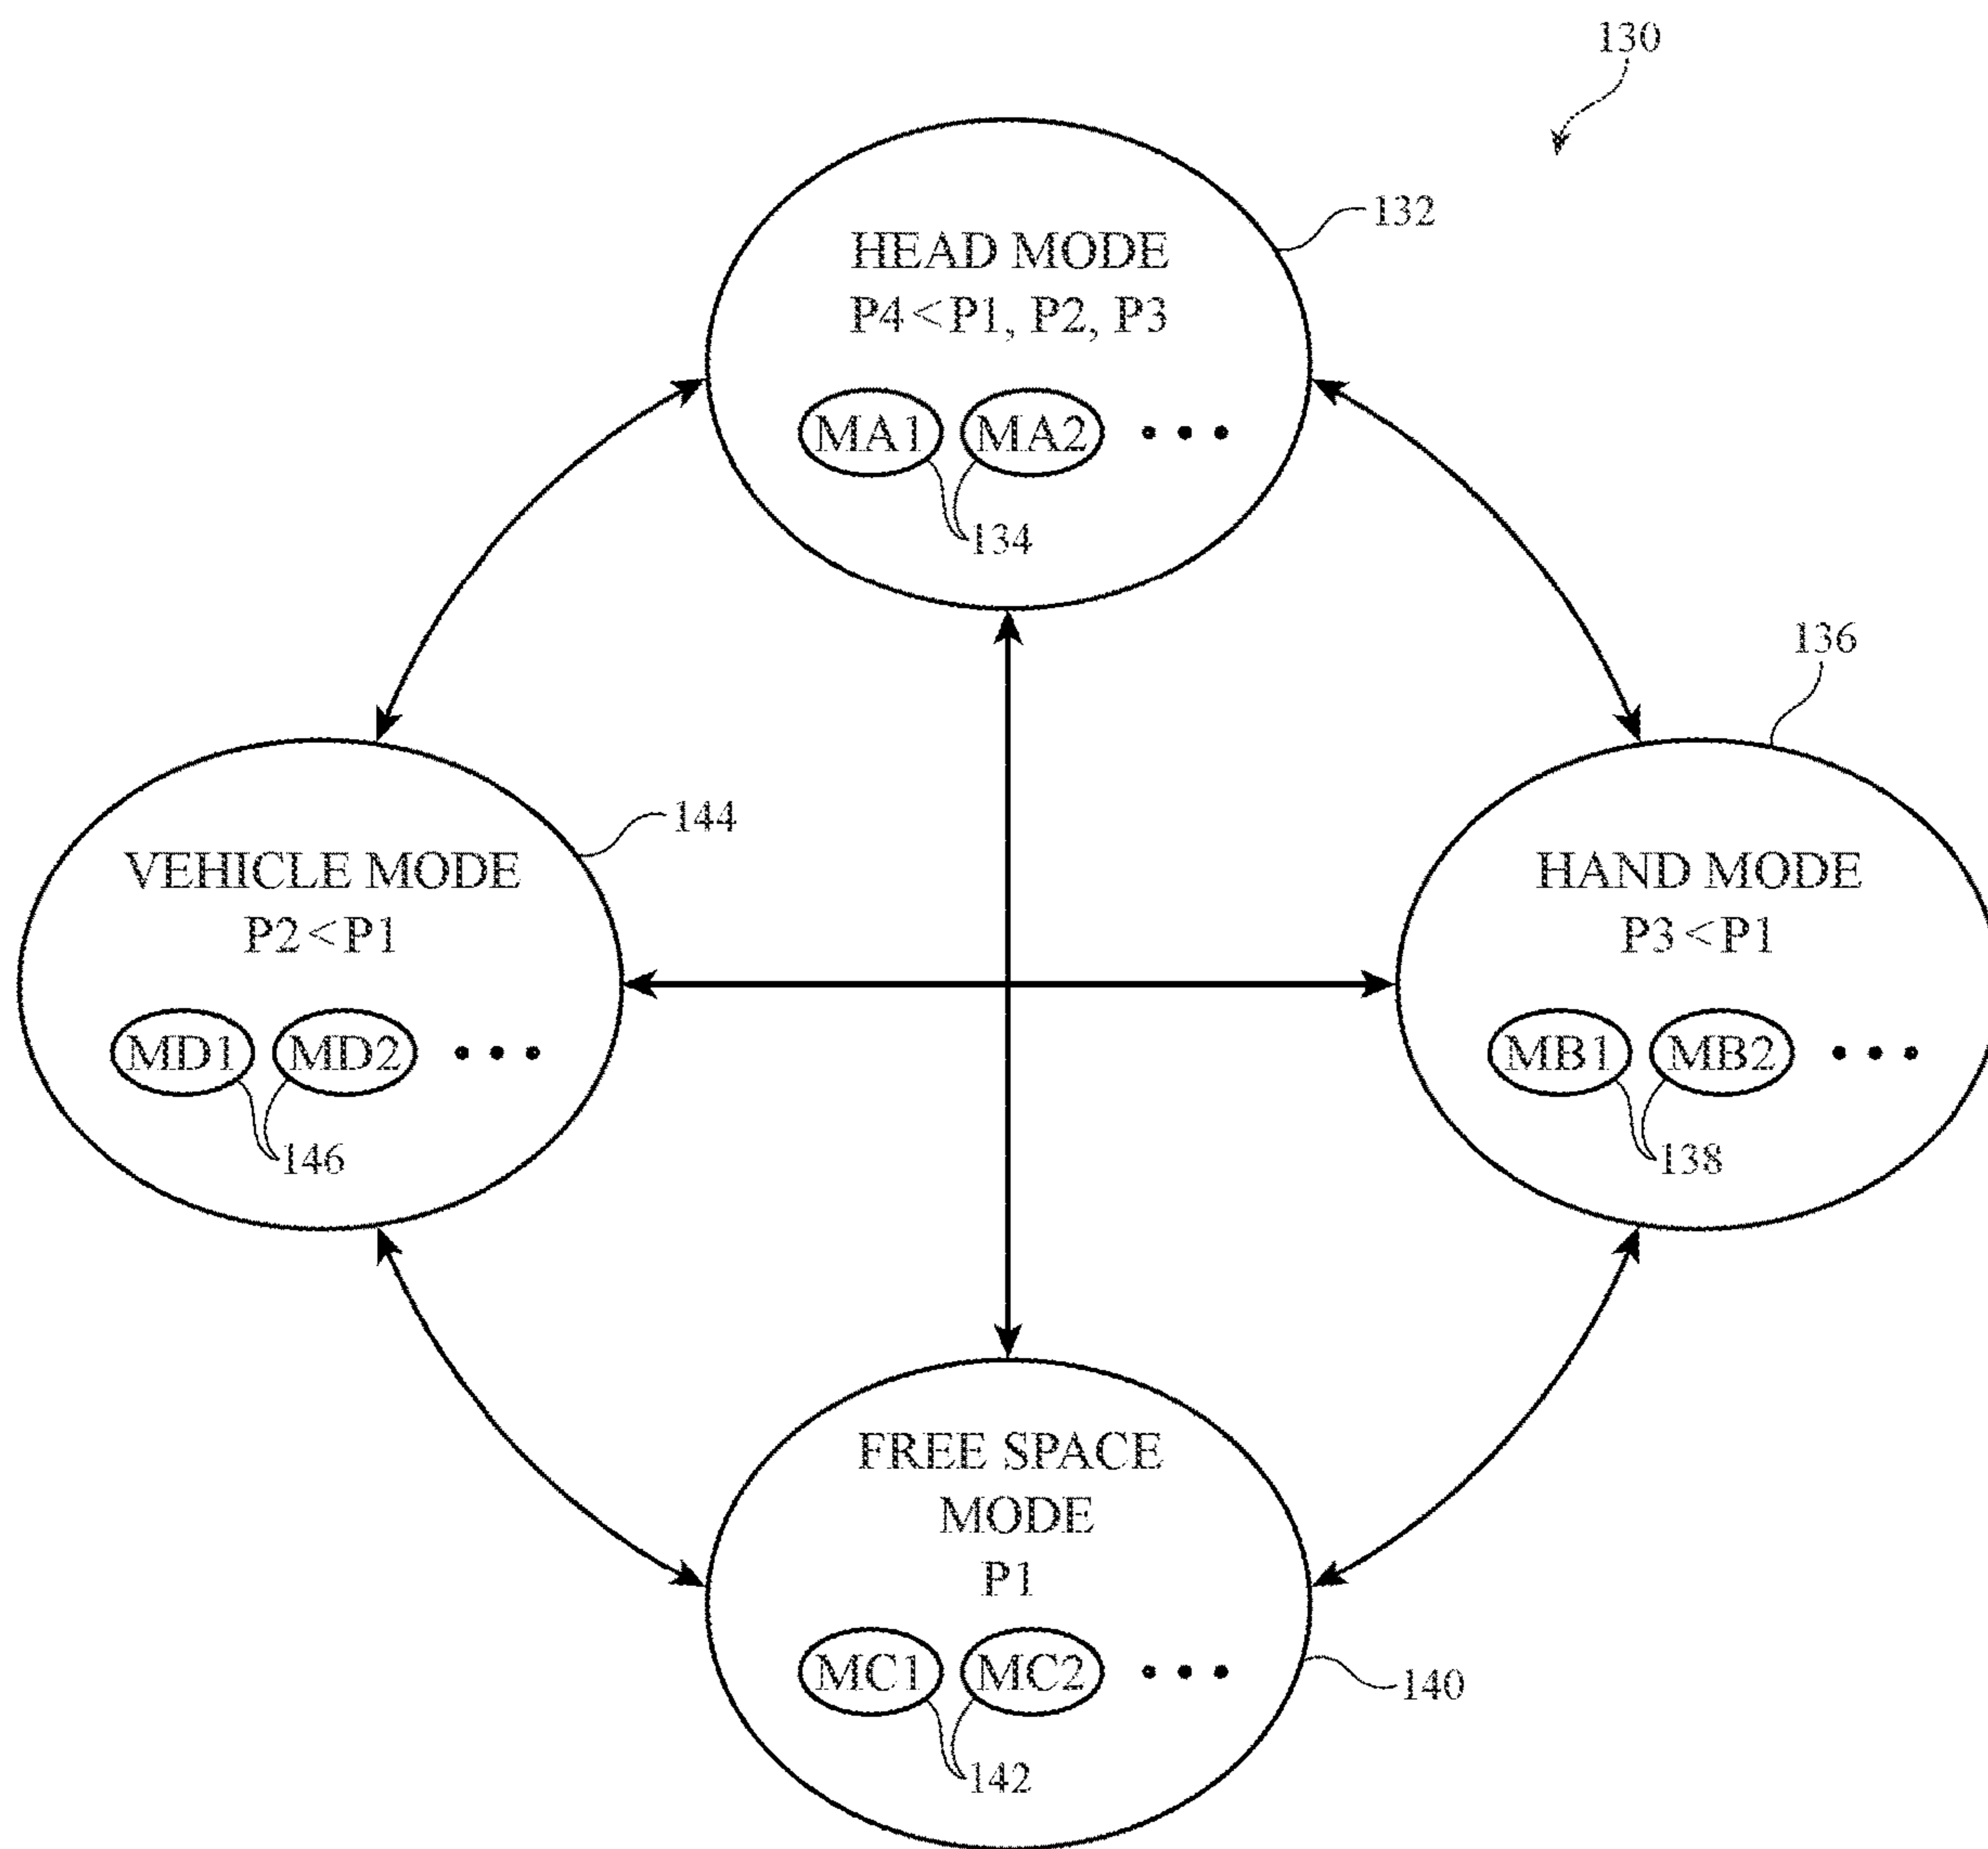 130
132
HEAD MODE
P4<P1, P2, P3
MA1 MA2 • • •
134
136
144
VEHICLE MODE
P2<P1
MD1 MD2 • • •
146
HAND MODE
P3<P1
MB1 MB2 • • •
138
FREE SPACE
MODE
P1
MC1 MC2 • • •
140
142